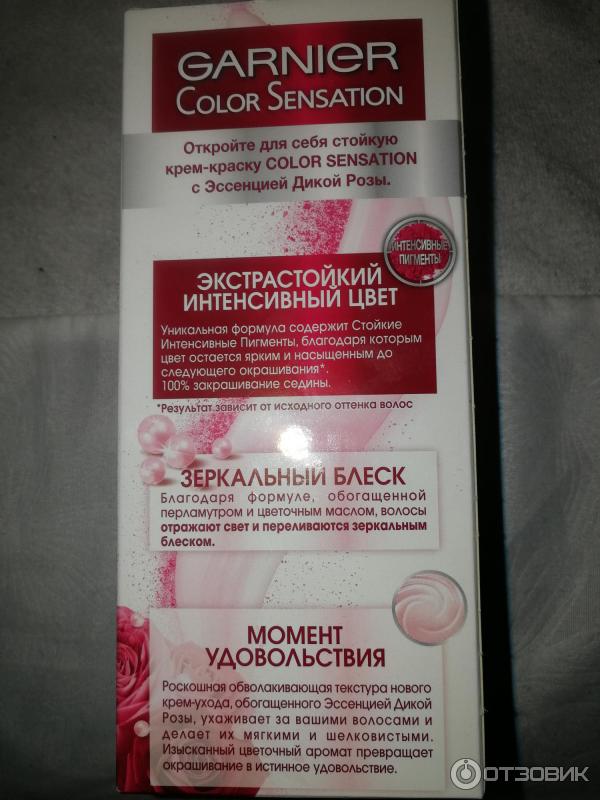 GARNIER
COLOR SENSATION
Откройте для себя стойкую
крем-краску COLOR SENSATION
с Эссенцией Дикой Розы.
ИНТЕНСИВНЫЕ
ПИГМЕНТЫ
ЭКСТРАСТОЙКИЙ
ИНТЕНСИВНЫЙ ЦВЕТ
Уникальная формула содержит Стойкие
Интенсивные Пигменты, благодаря которым
цвет остается ярким и насыщенным до
следующего окрашивания*.
100% закрашивание седины.
*Результат зависит от исходного оттенка волос
ЗЕРКАЛЬНЫЙ БЛЕСК
Благодаря формуле, обогащенной
перламутром и цветочным маслом, волосы
отражают свет и переливаются зеркальным
блеском.
МОМЕНТ
УДОВОЛЬСТВИЯ
Роскошная обволакивающая текстура нового
крем-ухода, обогащенного Эссенцией Дикой
Розы, ухаживает за вашими волосами и
делает их мягкими и шелковистыми.
Изысканный цветочный аромат превращает
окрашивание в истинное удовольствие.
ОТЗОВИК